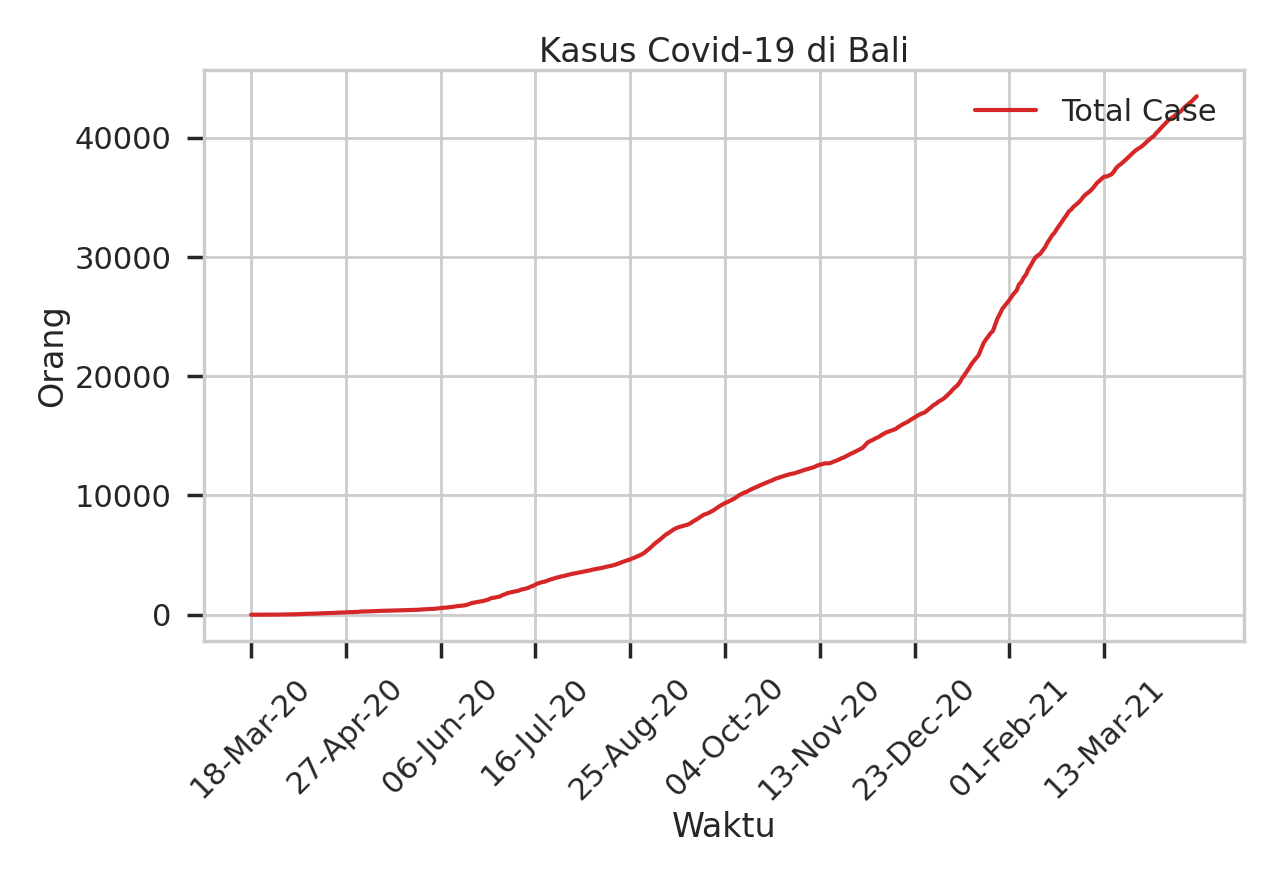 Kasus Covid-19 di Bali
Total Case
40000
30000
20000
10000
0
Orang
18-Mar-20
27-Apr-20
06-Jun-20
16-Jul-20
25-Aug-20
04-Oct-20
13-Nov-20
23-Dec-20
01-Feb-21
13-Mar-21
Waktu